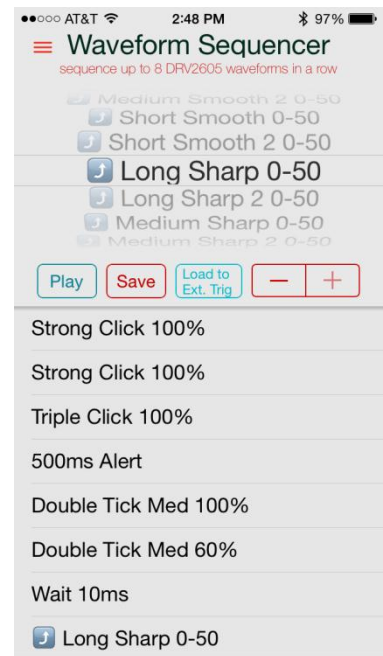 AT&T 2:48 PM 97%
Waveform Sequencer
sequence up to 8 DRV2605 waveforms in a row
Medium Smooth 2 0-50
⤴ Short Smooth 0-50
⤴ Short Smooth 2 0-50
⤴ Long Sharp 0-50
⤴ Long Sharp 2 0-50
⤴ Medium Sharp 0-50
⤴ Medium Sharp 2 0-50
Play Save Load to Ext. Trig − +
Strong Click 100%
Strong Click 100%
Triple Click 100%
500ms Alert
Double Tick Med 100%
Double Tick Med 60%
Wait 10ms
⤴ Long Sharp 0-50